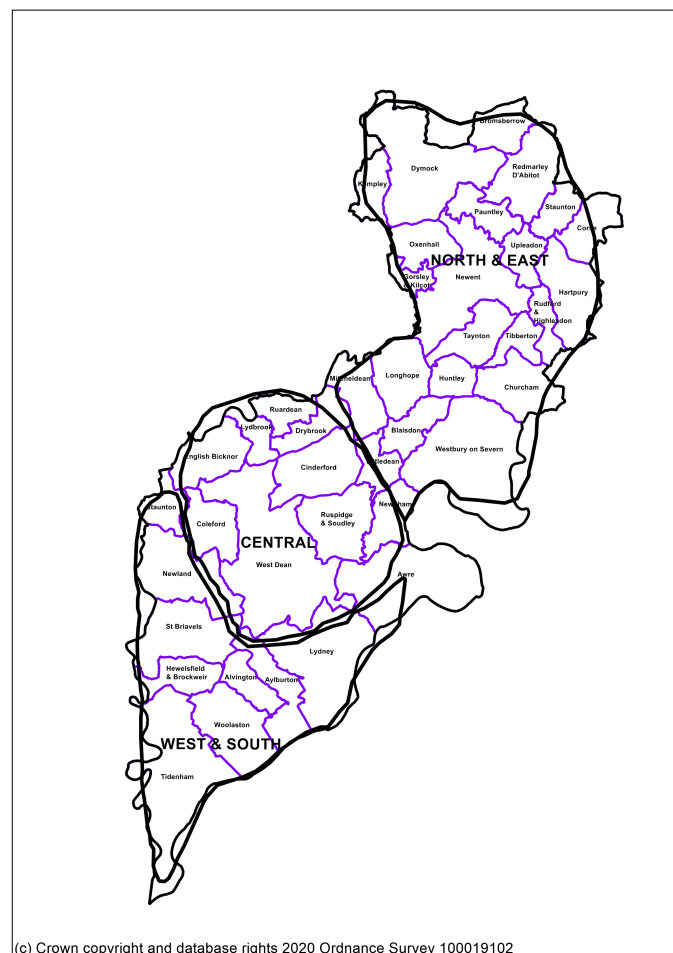 Bromsberrow
Dymock
Redmarley
D'Abitot
Kempley
Pauntley
Staunton
Corse
Oxenhall
Upleadon
NORTH & EAST
Gorsley
& Kilcot
Newent
Hartpury
Rudford
&
Highleadon
Taynton
Tibberton
Mitcheldean
Longhope
Huntley
Churcham
Ruardean
Lydbrook
Drybrook
Blaisdon
Westbury on Severn
English Bicknor
Cinderford
Littledean
Staunton
Newnham
Coleford
Ruspidge
& Soudley
CENTRAL
West Dean
Newland
Awre
St Briavels
Lydney
Hewelsfield
& Brockweir
Alvington
Aylburton
Woolaston
WEST & SOUTH
Tidenham
(c) Crown copyright and database rights 2020 Ordnance Survey 100019102